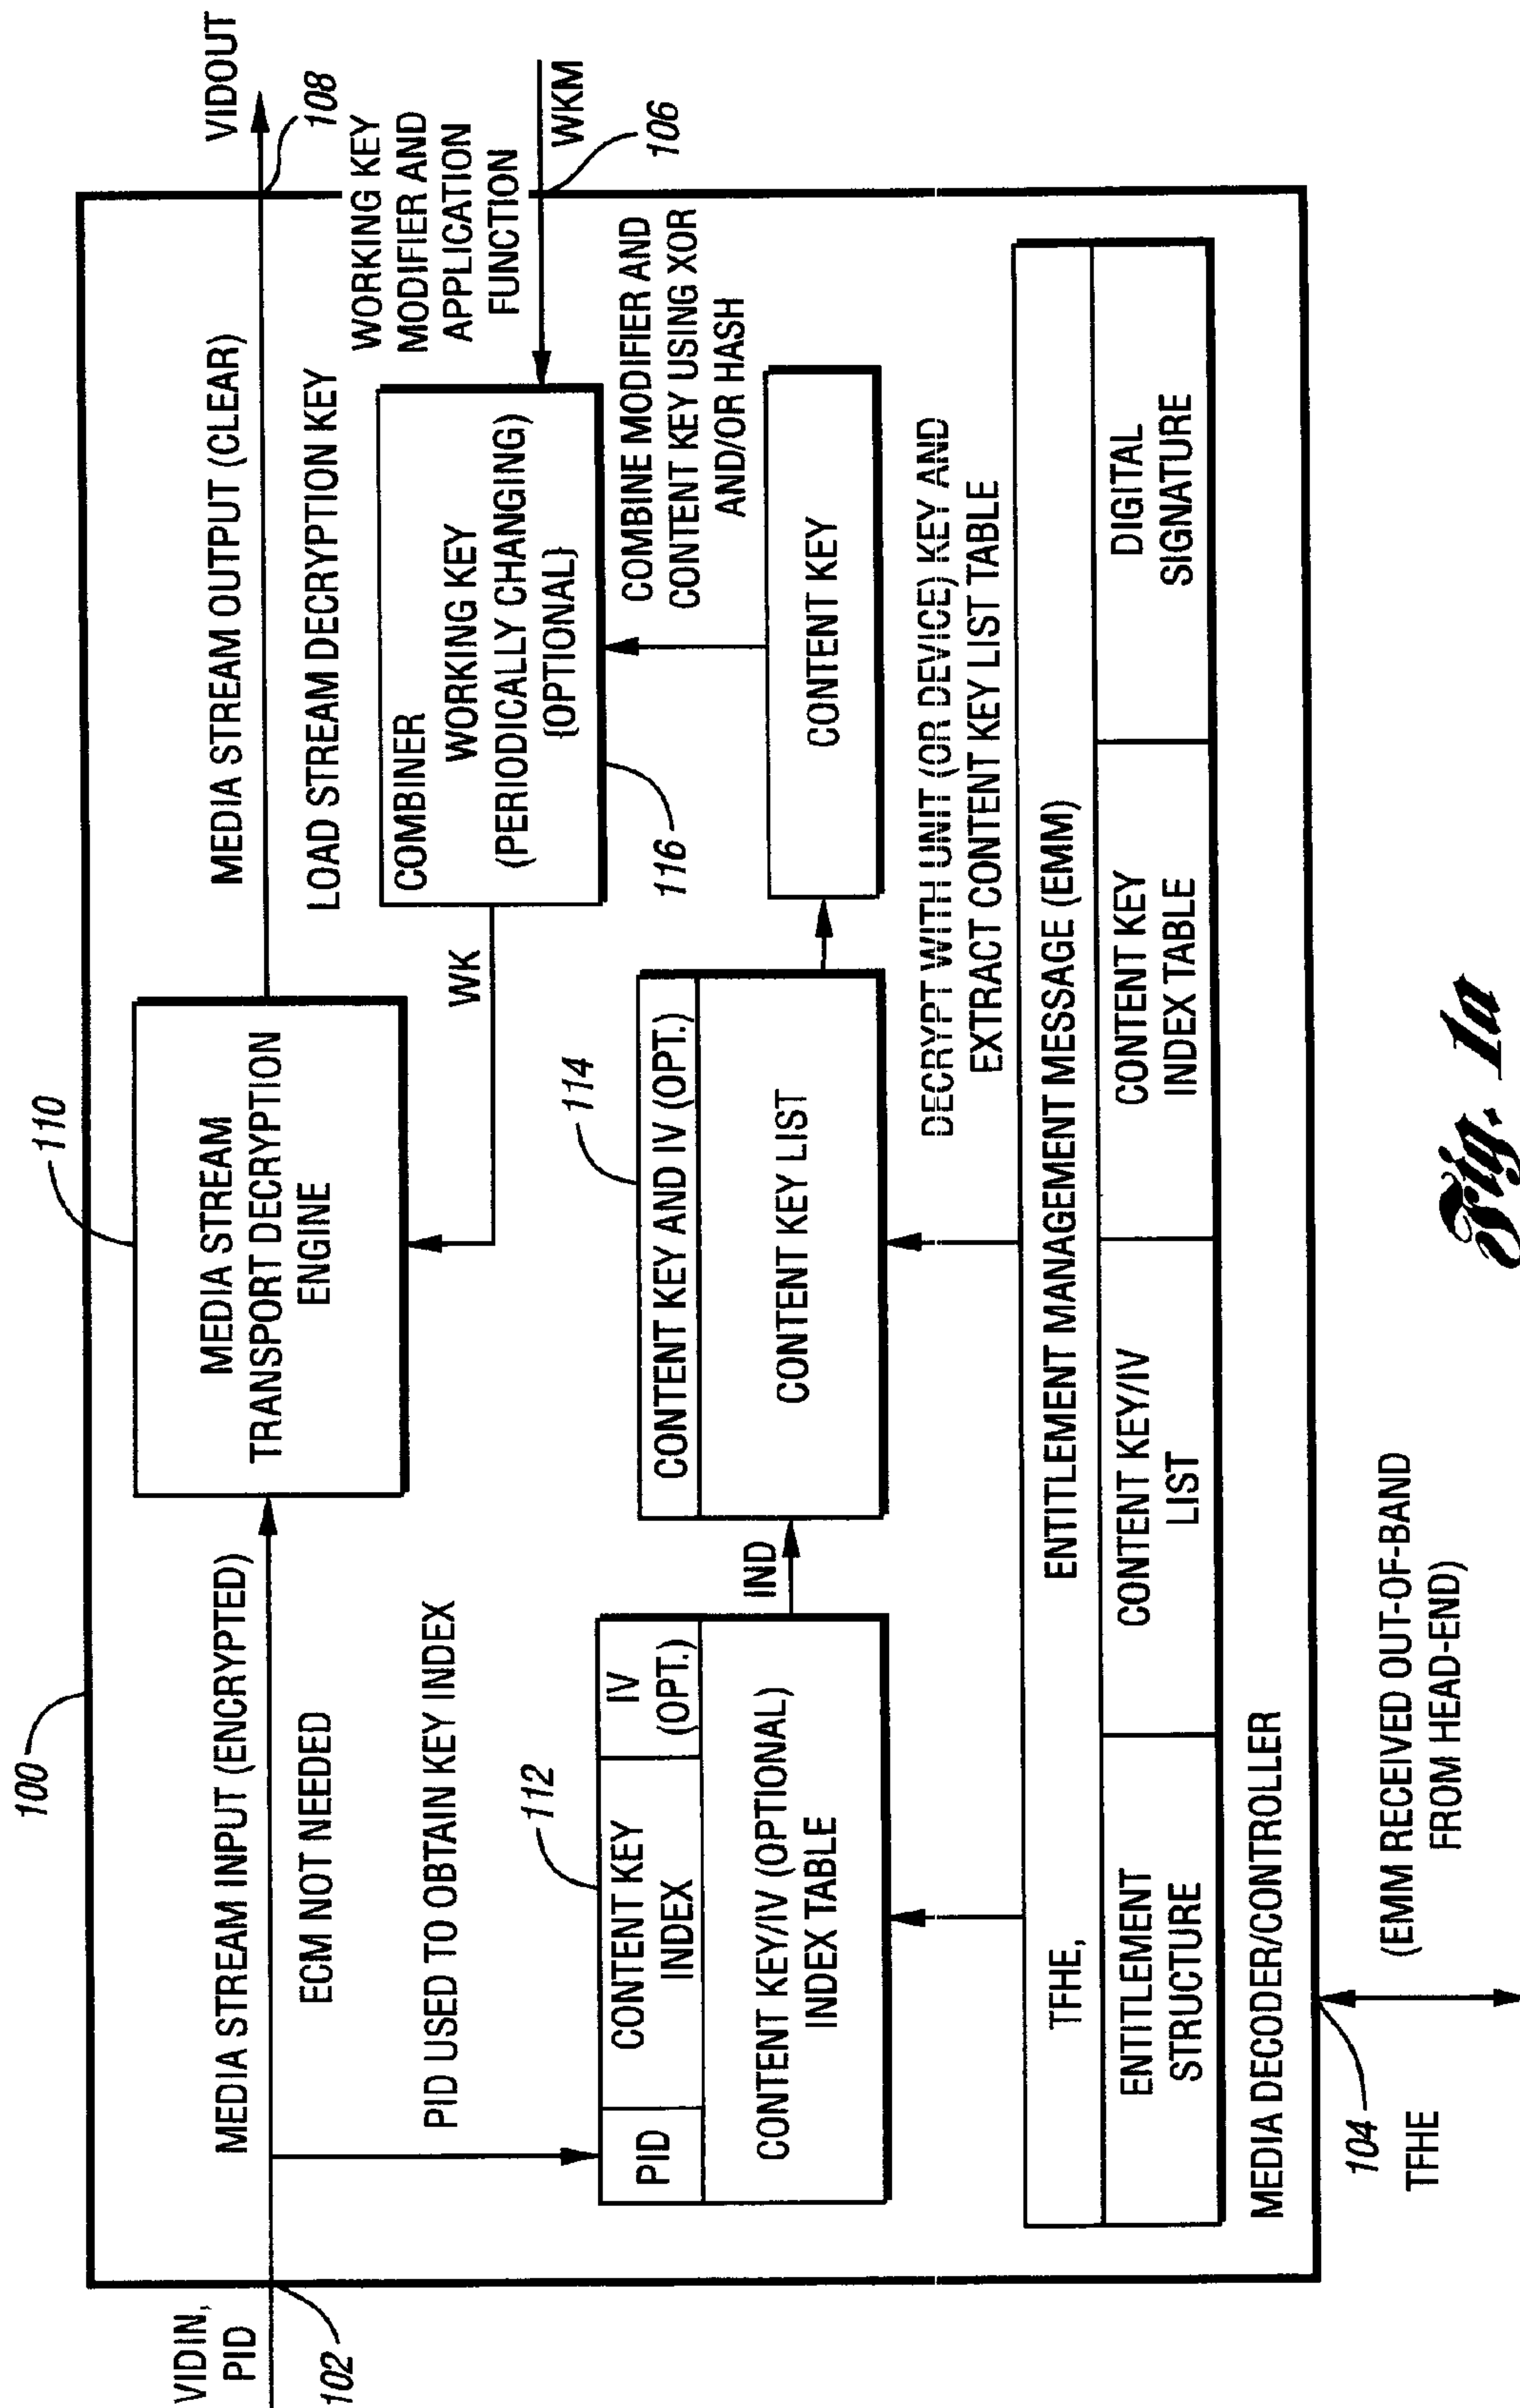 100
VIDIN,
PID
102
MEDIA STREAM INPUT (ENCRYPTED)
ECM NOT NEEDED
PID USED TO OBTAIN KEY INDEX
110
MEDIA STREAM
TRANSPORT DECRYPTION
ENGINE
MEDIA STREAM OUTPUT (CLEAR)
VIDOUT
108
LOAD STREAM DECRYPTION KEY
WK
WORKING KEY
MODIFIER AND
APPLICATION
FUNCTION
WKM
106
COMBINER
WORKING KEY
(PERIODICALLY CHANGING)
{OPTIONAL}
116
COMBINE MODIFIER AND
CONTENT KEY USING XOR
AND/OR HASH
112
PID
CONTENT KEY
INDEX
IV
(OPT.)
CONTENT KEY/IV (OPTIONAL)
INDEX TABLE
IND
114
CONTENT KEY AND IV (OPT.)
CONTENT KEY LIST
CONTENT KEY
DECRYPT WITH UNIT (OR DEVICE) KEY AND
EXTRACT CONTENT KEY LIST TABLE
TFHE,
ENTITLEMENT MANAGEMENT MESSAGE (EMM)
ENTITLEMENT
STRUCTURE
CONTENT KEY/IV
LIST
CONTENT KEY
INDEX TABLE
DIGITAL
SIGNATURE
MEDIA DECODER/CONTROLLER
104
TFHE
(EMM RECEIVED OUT-OF-BAND
FROM HEAD-END)
Fig. 1a